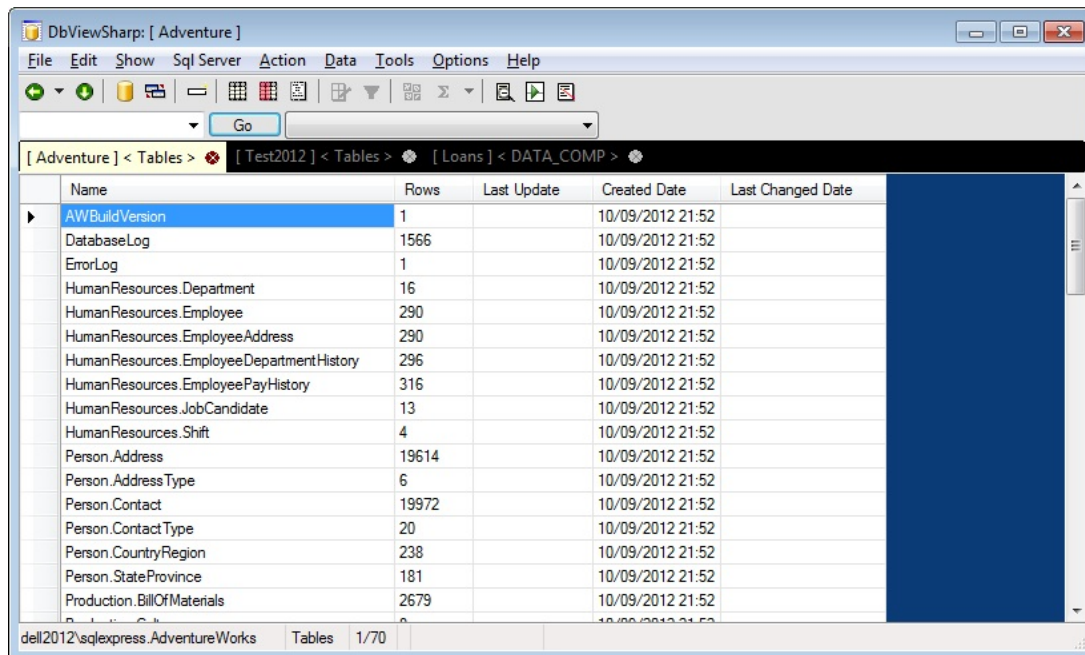 DbViewSharp: [ Adventure ]
File Edit Show Sql Server Action Data Tools Options Help
Go
[ Adventure ] < Tables > [ Test2012 ] < Tables > [ Loans ] < DATA_COMP >
Name Rows Last Update Created Date Last Changed Date
AWBuildVersion 1 10/09/2012 21:52
DatabaseLog 1566 10/09/2012 21:52
ErrorLog 1 10/09/2012 21:52
HumanResources.Department 16 10/09/2012 21:52
HumanResources.Employee 290 10/09/2012 21:52
HumanResources.EmployeeAddress 290 10/09/2012 21:52
HumanResources.EmployeeDepartmentHistory 296 10/09/2012 21:52
HumanResources.EmployeePayHistory 316 10/09/2012 21:52
HumanResources.JobCandidate 13 10/09/2012 21:52
HumanResources.Shift 4 10/09/2012 21:52
Person.Address 19614 10/09/2012 21:52
Person.AddressType 6 10/09/2012 21:52
Person.Contact 19972 10/09/2012 21:52
Person.ContactType 20 10/09/2012 21:52
Person.CountryRegion 238 10/09/2012 21:52
Person.StateProvince 181 10/09/2012 21:52
Production.BillOfMaterials 2679 10/09/2012 21:52
dell2012\sqlexpress.AdventureWorks Tables 1/70